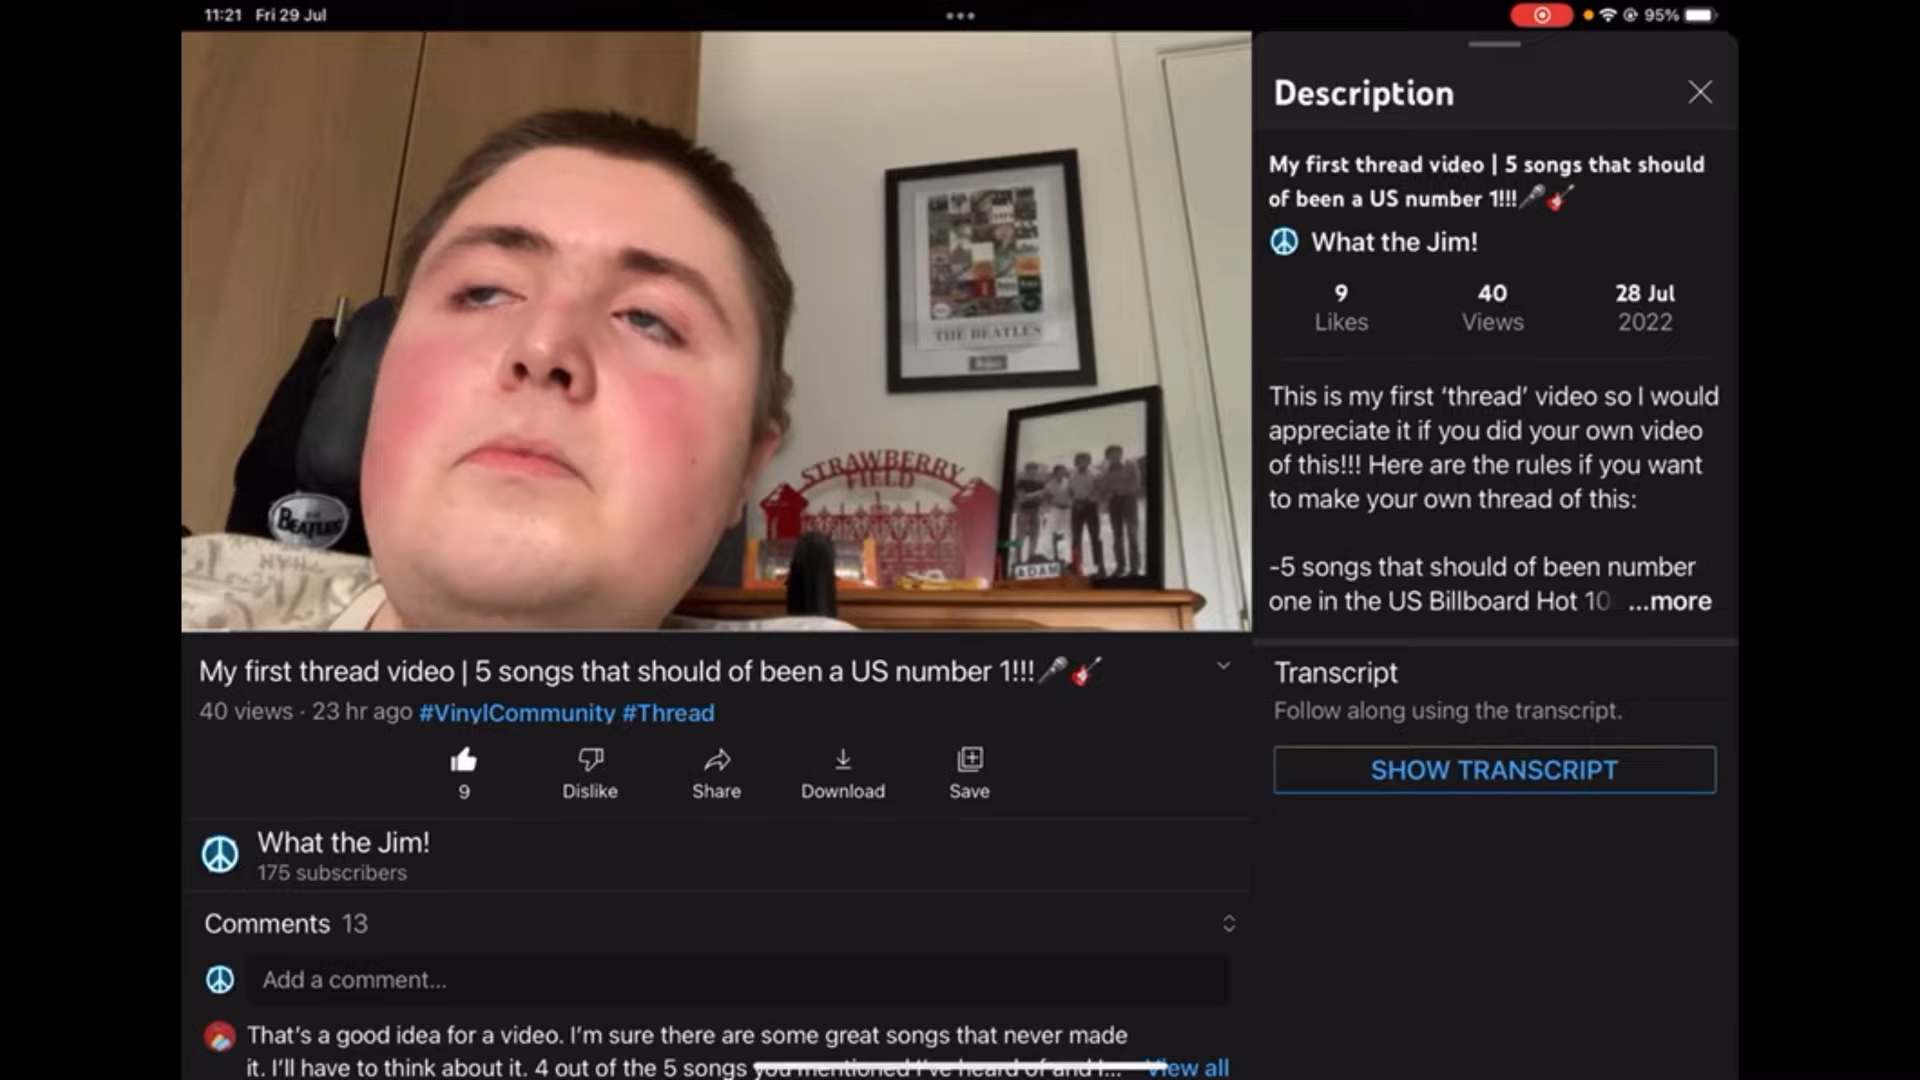 11:21 Fri 29 Jul
95%
THE BEATLES
STRAWBERRY
FIELD
BEATLES
ADAM
My first thread video | 5 songs that should of been a US number 1!!!🎤🎸
40 views · 23 hr ago #VinylCommunity #Thread
9
Dislike
Share
Download
Save
What the Jim!
175 subscribers
Comments 13
Add a comment...
That's a good idea for a video. I'm sure there are some great songs that never made
it. I'll have to think about it. 4 out of the 5 songs you mentioned I've heard of and I... View all
Description
My first thread video | 5 songs that should
of been a US number 1!!!🎤🎸
What the Jim!
9 40 28 Jul
Likes Views 2022
This is my first ‘thread’ video so I would
appreciate it if you did your own video
of this!!! Here are the rules if you want
to make your own thread of this:
-5 songs that should of been number
one in the US Billboard Hot 10 ...more
Transcript
Follow along using the transcript.
SHOW TRANSCRIPT